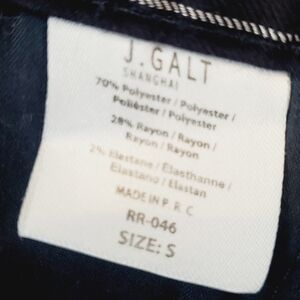 J.GALT
SHANGHAI
70% Polyester / Polyester /
Poliéster / Polyester
28% Rayon / Rayon /
Rayon / Rayon
2% Elastane / Elasthanne /
Elastano / Elastan
MADE IN P R C
RR-046
SIZE: S